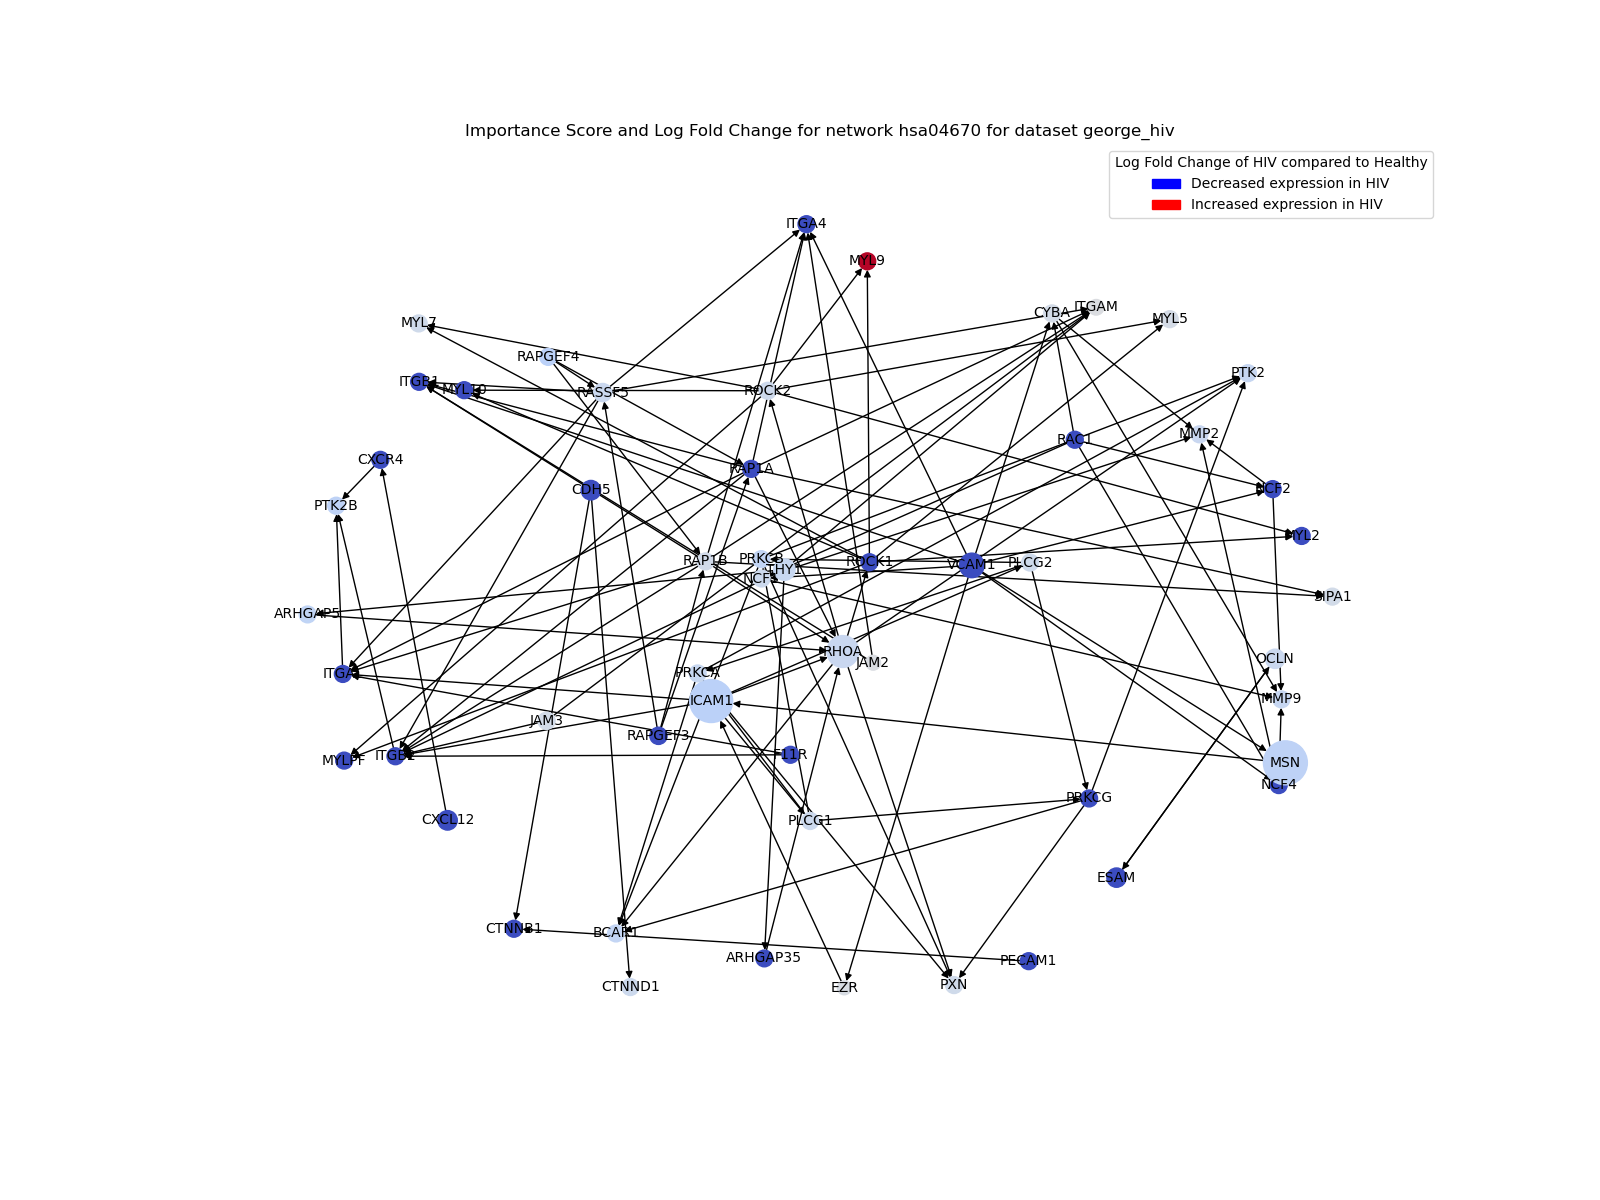 Importance Score and Log Fold Change for network hsa04670 for dataset george_hiv
Log Fold Change of HIV compared to Healthy
Decreased expression in HIV
Increased expression in HIV
ITGA4
MYL9
CYBA
ITGAM
MYL5
MYL7
RAPGEF4
ITGB1
MYL10
RASSF5
ROCK2
PTK2
MMP2
RAC1
CXCR4
RAP1A
CDH5
NCF2
PTK2B
MYL2
RAP1B
PRKCB
THY1
ROCK1
VCAM1
PLCG2
SIPA1
ARHGAP5
RHOA
JAM2
OCLN
PRKCA
ICAM1
MMP9
JAM3
RAPGEF3
MYLPF
F11R
MSN
NCF4
PRKCG
CXCL12
PLCG1
ESAM
CTNNB1
BCAR1
ARHGAP35
PECAM1
CTNND1
EZR
PXN